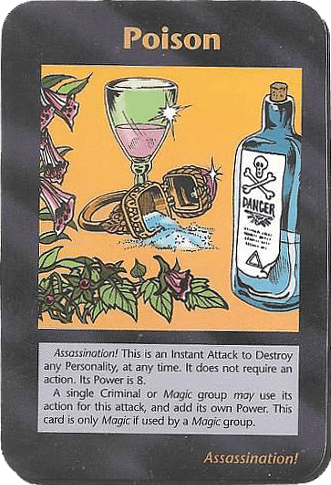 Poison
DANGER
Assassination! This is an Instant Attack to Destroy
any Personality, at any time. It does not require an
action. Its Power is 8.
A single Criminal or Magic group may use its
action for this attack, and add its own Power. This
card is only Magic if used by a Magic group.
Assassination!